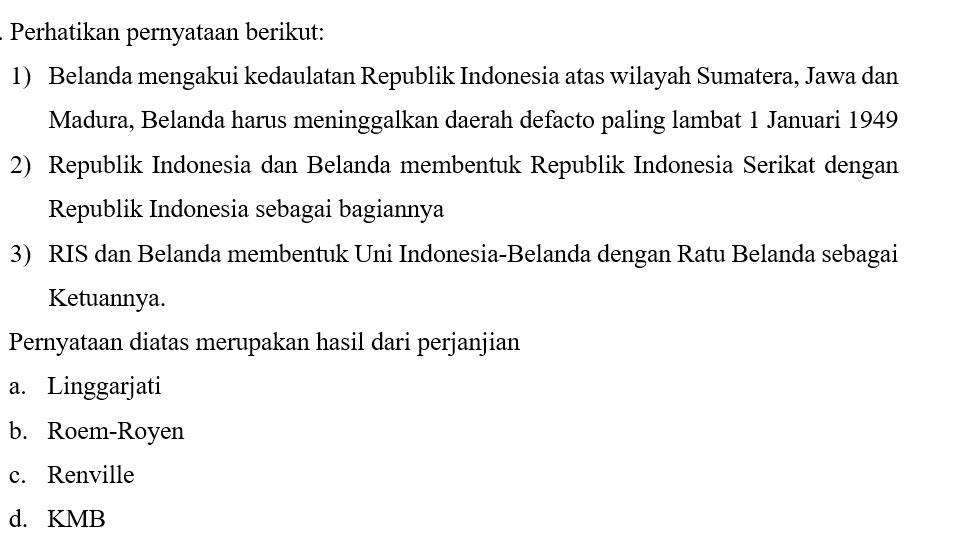 . Perhatikan pernyataan berikut:
1) Belanda mengakui kedaulatan Republik Indonesia atas wilayah Sumatera, Jawa dan
Madura, Belanda harus meninggalkan daerah defacto paling lambat 1 Januari 1949
2) Republik Indonesia dan Belanda membentuk Republik Indonesia Serikat dengan
Republik Indonesia sebagai bagiannya
3) RIS dan Belanda membentuk Uni Indonesia-Belanda dengan Ratu Belanda sebagai
Ketuannya.
Pernyataan diatas merupakan hasil dari perjanjian
a. Linggarjati
b. Roem-Royen
c. Renville
d. KMB